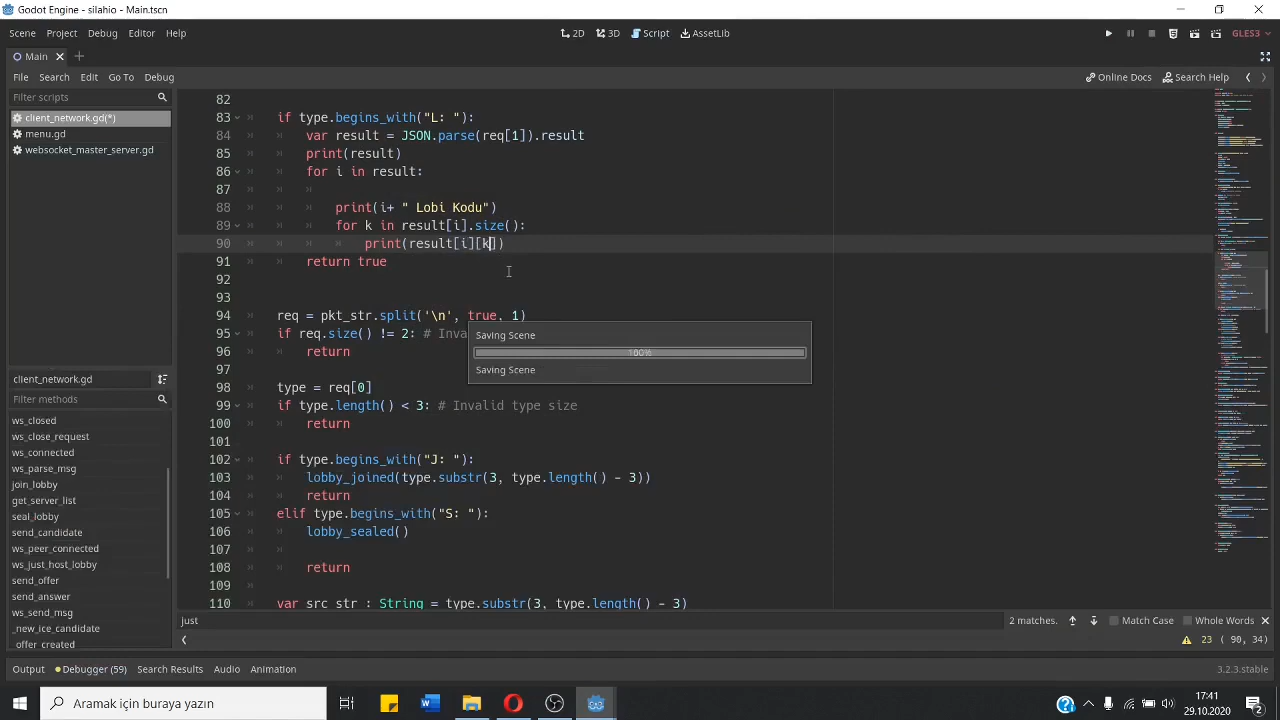 Godot Engine - silahio - Main.tscn
Scene Project Debug Editor Help
2D 3D Script AssetLib
GLES3
Main
File Search Edit Go To Debug
Online Docs Search Help
Filter scripts
client_network.gd(*)
menu.gd
websocket_master_server.gd
client_network.gd
Filter methods
ws_closed
ws_close_request
ws_connected
ws_parse_msg
join_lobby
get_server_list
seal_lobby
send_candidate
ws_peer_connected
ws_just_host_lobby
send_offer
send_answer
ws_send_msg
_new_ice_candidate
_offer_created
82
83 if type.begins_with("L: "):
84 var result = JSON.parse(req[1]).result
85 print(result)
86 for i in result:
87
88 print(i+ " Lobi Kodu")
89 for k in result[i].size()
90 print(result[i][k])
91 return true
92
93
94 req = pkt_str.split('\n', true, 1)
95 if req.size() != 2: #
96 return
97
98 type = req[0]
99 if type.length() < 3: # size
100 return
101
102 if type.begins_with("J: "):
103 lobby_joined(type.substr(3, type.length() - 3))
104 return
105 elif type.begins_with("S: "):
106 lobby_sealed()
107
108 return
109
110 var src_str : String = type.substr(3, type.length() - 3)
Saving
100%
Saving
just
2 matches. Match Case Whole Words
23 ( 90, 34)
Output Debugger (59) Search Results Audio Animation
3.2.3.stable
Aramak için buraya yazın
17:41
29.10.2020
2